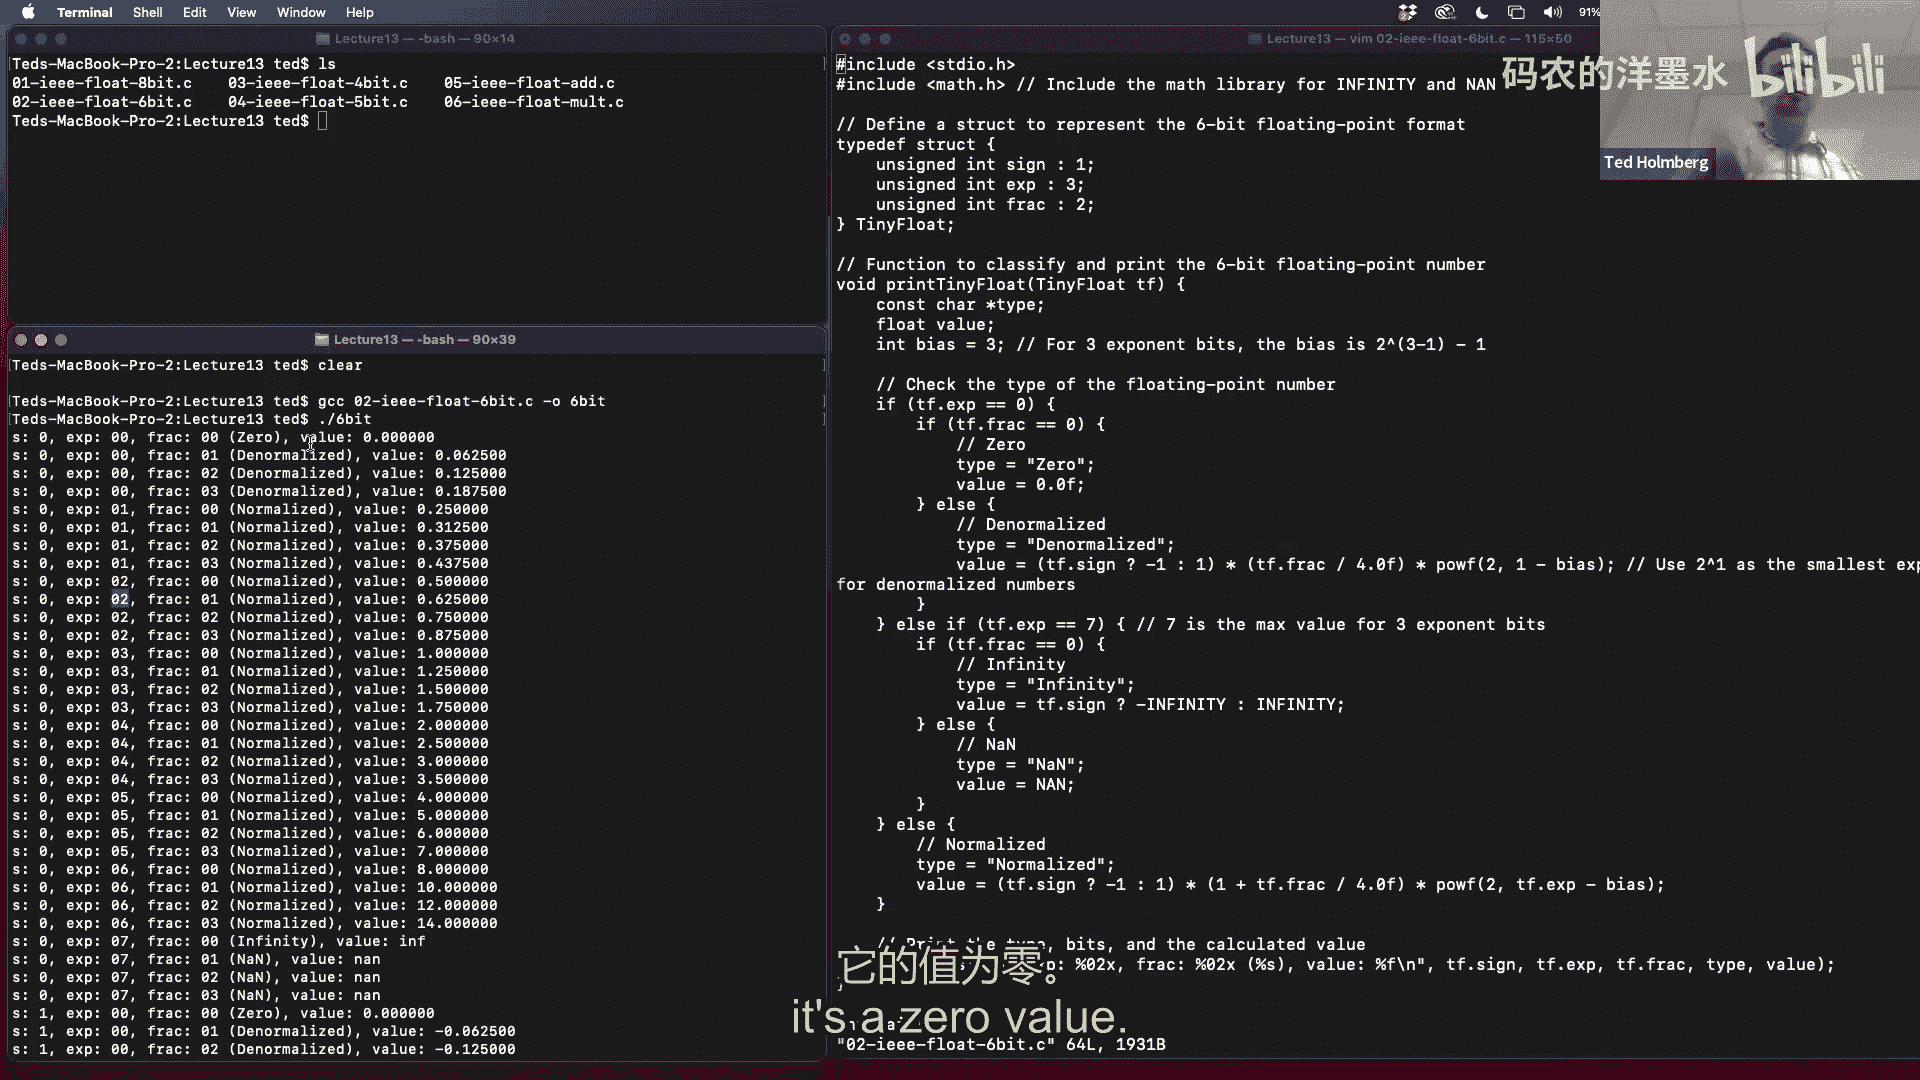 Terminal Shell Edit View Window Help 91%
Lecture13 — -bash — 90×14
Teds-MacBook-Pro-2:Lecture13 ted$ ls
01-ieee-float-8bit.c 03-ieee-float-4bit.c 05-ieee-float-add.c
02-ieee-float-6bit.c 04-ieee-float-5bit.c 06-ieee-float-mult.c
Teds-MacBook-Pro-2:Lecture13 ted$
Lecture13 — -bash — 90×39
Teds-MacBook-Pro-2:Lecture13 ted$ clear
Teds-MacBook-Pro-2:Lecture13 ted$ gcc 02-ieee-float-6bit.c -o 6bit
Teds-MacBook-Pro-2:Lecture13 ted$ ./6bit
s: 0, exp: 00, frac: 00 (Zero), value: 0.000000
s: 0, exp: 00, frac: 01 (Denormalized), value: 0.062500
s: 0, exp: 00, frac: 02 (Denormalized), value: 0.125000
s: 0, exp: 00, frac: 03 (Denormalized), value: 0.187500
s: 0, exp: 01, frac: 00 (Normalized), value: 0.250000
s: 0, exp: 01, frac: 01 (Normalized), value: 0.312500
s: 0, exp: 01, frac: 02 (Normalized), value: 0.375000
s: 0, exp: 01, frac: 03 (Normalized), value: 0.437500
s: 0, exp: 02, frac: 00 (Normalized), value: 0.500000
s: 0, exp: 02, frac: 01 (Normalized), value: 0.625000
s: 0, exp: 02, frac: 02 (Normalized), value: 0.750000
s: 0, exp: 02, frac: 03 (Normalized), value: 0.875000
s: 0, exp: 03, frac: 00 (Normalized), value: 1.000000
s: 0, exp: 03, frac: 01 (Normalized), value: 1.250000
s: 0, exp: 03, frac: 02 (Normalized), value: 1.500000
s: 0, exp: 03, frac: 03 (Normalized), value: 1.750000
s: 0, exp: 04, frac: 00 (Normalized), value: 2.000000
s: 0, exp: 04, frac: 01 (Normalized), value: 2.500000
s: 0, exp: 04, frac: 02 (Normalized), value: 3.000000
s: 0, exp: 04, frac: 03 (Normalized), value: 3.500000
s: 0, exp: 05, frac: 00 (Normalized), value: 4.000000
s: 0, exp: 05, frac: 01 (Normalized), value: 5.000000
s: 0, exp: 05, frac: 02 (Normalized), value: 6.000000
s: 0, exp: 05, frac: 03 (Normalized), value: 7.000000
s: 0, exp: 06, frac: 00 (Normalized), value: 8.000000
s: 0, exp: 06, frac: 01 (Normalized), value: 10.000000
s: 0, exp: 06, frac: 02 (Normalized), value: 12.000000
s: 0, exp: 06, frac: 03 (Normalized), value: 14.000000
s: 0, exp: 07, frac: 00 (Infinity), value: inf
s: 0, exp: 07, frac: 01 (NaN), value: nan
s: 0, exp: 07, frac: 02 (NaN), value: nan
s: 0, exp: 07, frac: 03 (NaN), value: nan
s: 1, exp: 00, frac: 00 (Zero), value: 0.000000
s: 1, exp: 00, frac: 01 (Denormalized), value: -0.062500
s: 1, exp: 00, frac: 02 (Denormalized), value: -0.125000
Lecture13 — vim 02-ieee-float-6bit.c — 115×50
#include <stdio.h>
#include <math.h> // Include the math library for INFINITY and NAN
// Define a struct to represent the 6-bit floating-point format
typedef struct {
unsigned int sign : 1;
unsigned int exp : 3;
unsigned int frac : 2;
} TinyFloat;
// Function to classify and print the 6-bit floating-point number
void printTinyFloat(TinyFloat tf) {
const char *type;
float value;
int bias = 3; // For 3 exponent bits, the bias is 2^(3-1) - 1
// Check the type of the floating-point number
if (tf.exp == 0) {
if (tf.frac == 0) {
// Zero
type = "Zero";
value = 0.0f;
} else {
// Denormalized
type = "Denormalized";
value = (tf.sign ? -1 : 1) * (tf.frac / 4.0f) * powf(2, 1 - bias); // Use 2^1 as the smallest exp
for denormalized numbers
}
} else if (tf.exp == 7) { // 7 is the max value for 3 exponent bits
if (tf.frac == 0) {
// Infinity
type = "Infinity";
value = tf.sign ? -INFINITY : INFINITY;
} else {
// NaN
type = "NaN";
value = NAN;
}
} else {
// Normalized
type = "Normalized";
value = (tf.sign ? -1 : 1) * (1 + tf.frac / 4.0f) * powf(2, tf.exp - bias);
}
// Print the type, bits, and the calculated value
p: %02x, frac: %02x (%s), value: %f\n", tf.sign, tf.exp, tf.frac, type, value);
"02-ieee-float-6bit.c" 64L, 1931B
码农的洋墨水 bilibili
Ted Holmberg
它的值为零。
it's a zero value.